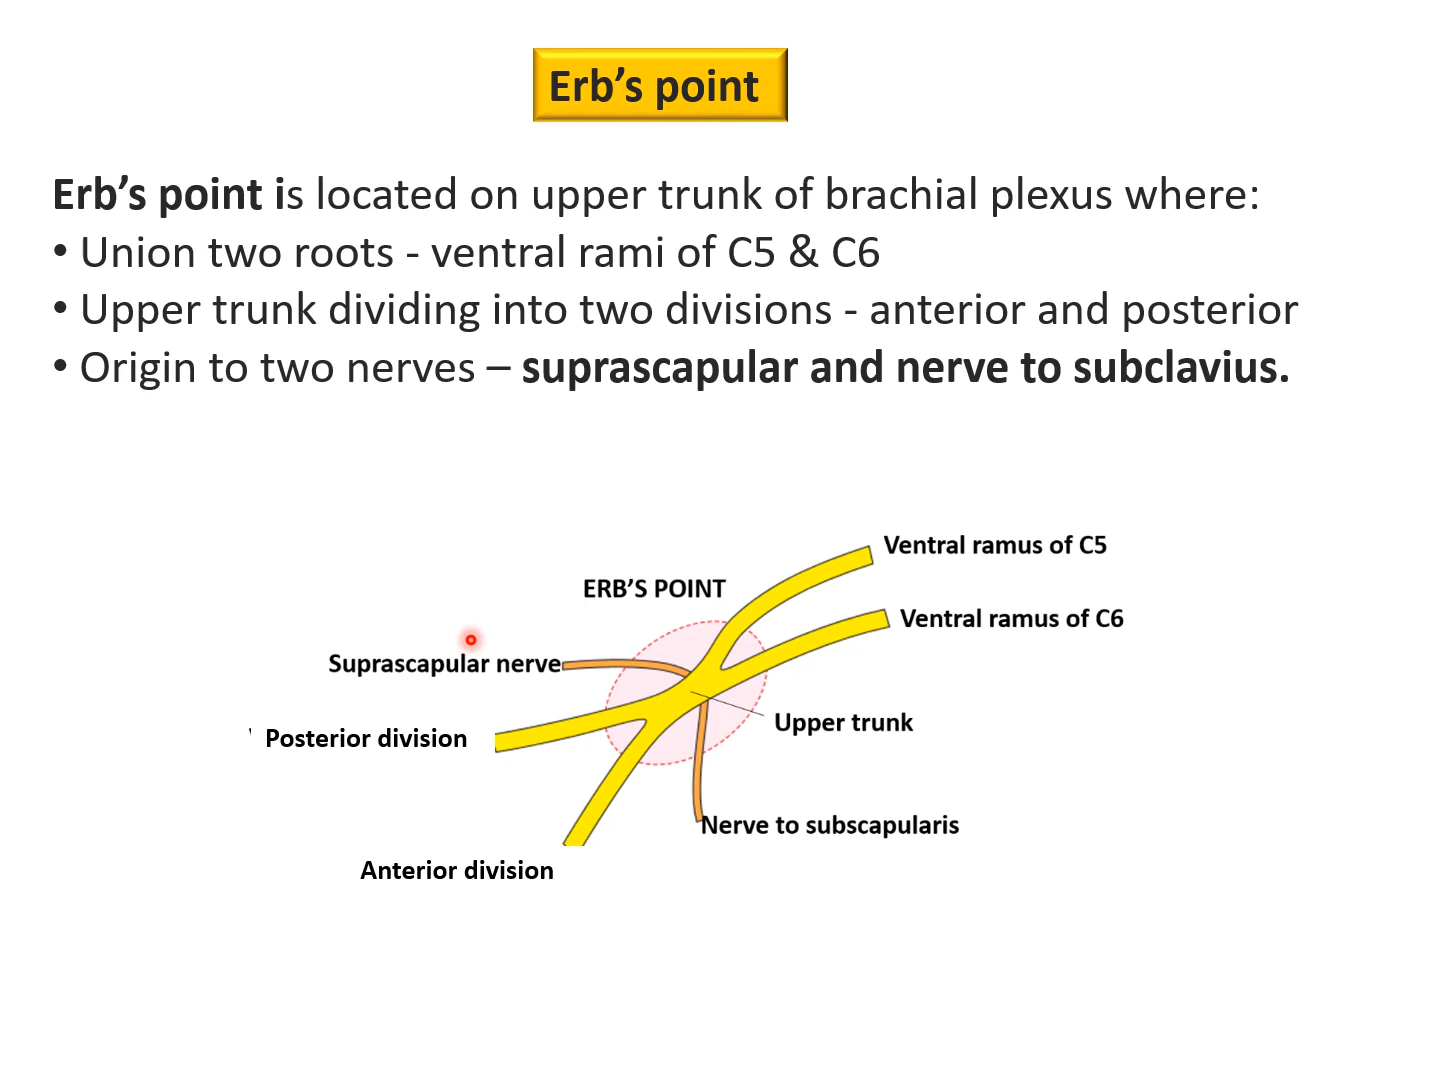 Erb’s point
Erb’s point is located on upper trunk of brachial plexus where:
• Union two roots - ventral rami of C5 & C6
• Upper trunk dividing into two divisions - anterior and posterior
• Origin to two nerves – suprascapular and nerve to subclavius.
Ventral ramus of C5
ERB’S POINT
Ventral ramus of C6
Suprascapular nerve
Upper trunk
Posterior division
Nerve to subscapularis
Anterior division